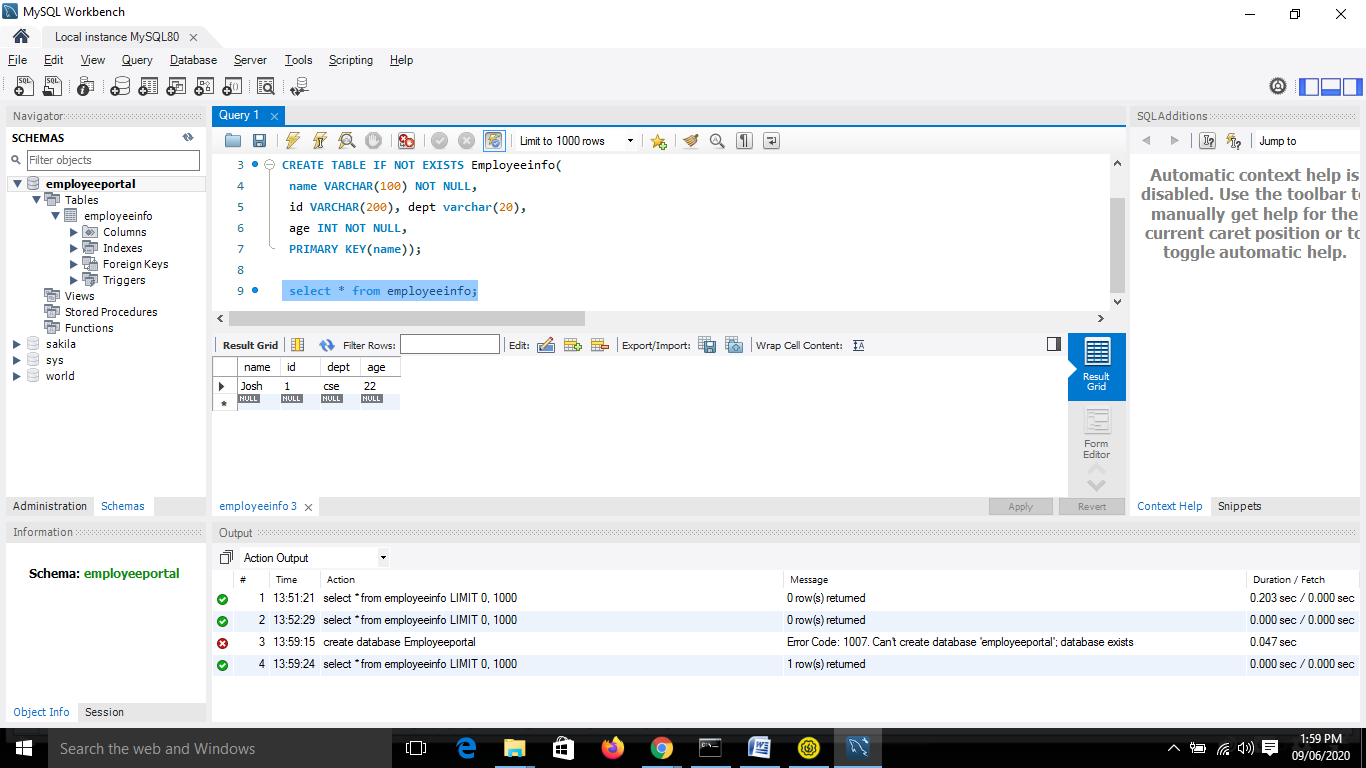 MySQL Workbench
Local instance MySQL80
File Edit View Query Database Server Tools Scripting Help
Navigator
SCHEMAS
Filter objects
employeeportal
Tables
employeeinfo
Columns
Indexes
Foreign Keys
Triggers
Views
Stored Procedures
Functions
sakila
sys
world
Administration Schemas
Information
Schema: employeeportal
Object Info Session
Query 1
Limit to 1000 rows
3 CREATE TABLE IF NOT EXISTS Employeeinfo(
4 name VARCHAR(100) NOT NULL,
5 id VARCHAR(200), dept varchar(20),
6 age INT NOT NULL,
7 PRIMARY KEY(name));
8
9 select * from employeeinfo;
Result Grid Filter Rows: Edit: Export/Import: Wrap Cell Content:
name id dept age
Josh 1 cse 22
NULL NULL NULL NULL
Result Grid
Form Editor
employeeinfo 3
Apply Revert
SQLAdditions
Jump to
Automatic context help is
disabled. Use the toolbar to
manually get help for the
current caret position or to
toggle automatic help.
Context Help Snippets
Output
Action Output
# Time Action Message Duration / Fetch
1 13:51:21 select * from employeeinfo LIMIT 0, 1000 0 row(s) returned 0.203 sec / 0.000 sec
2 13:52:29 select * from employeeinfo LIMIT 0, 1000 0 row(s) returned 0.000 sec / 0.000 sec
3 13:59:15 create database Employeeportal Error Code: 1007. Can't create database 'employeeportal'; database exists 0.047 sec
4 13:59:24 select * from employeeinfo LIMIT 0, 1000 1 row(s) returned 0.000 sec / 0.000 sec
Search the web and Windows
1:59 PM
09/06/2020